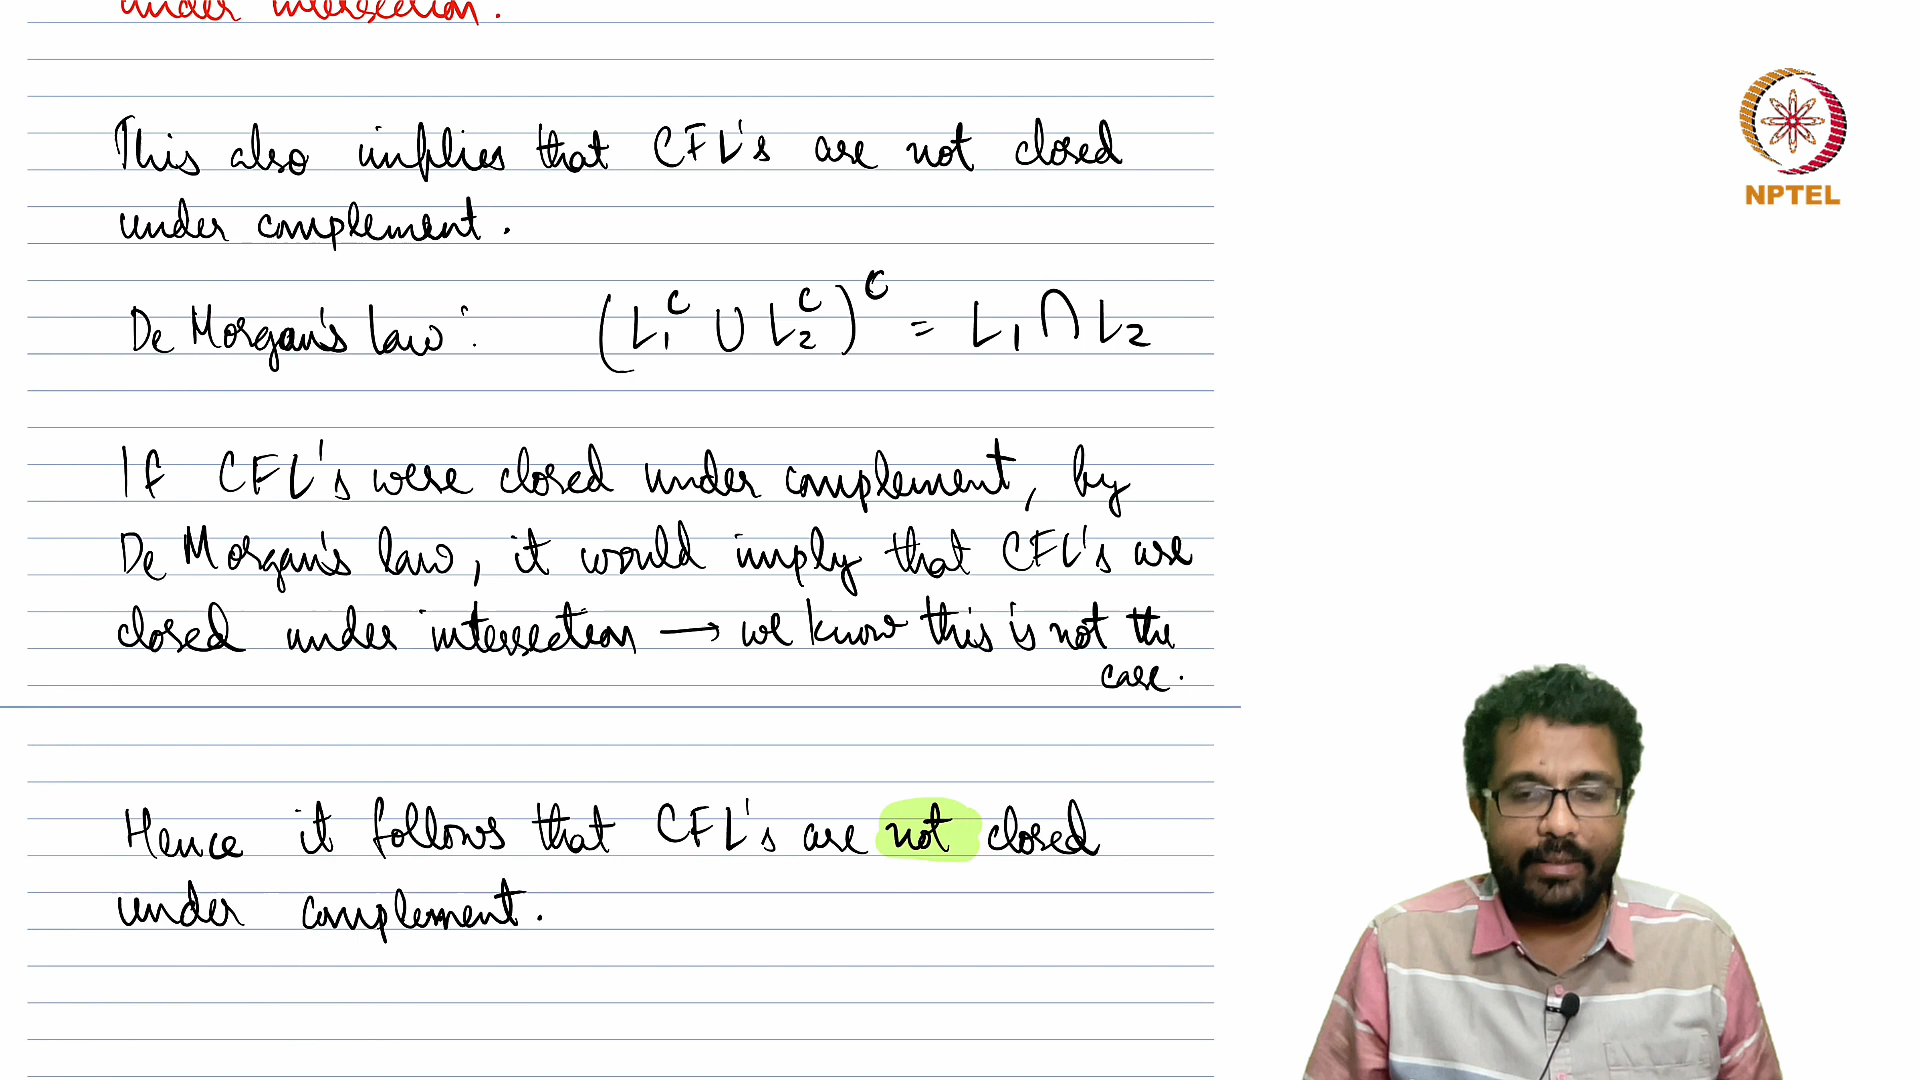 under intersection.
This also implies that CFL's are not closed
under complement.
De Morgan's law: (L₁ᶜ ∪ L₂ᶜ)ᶜ = L₁ ∩ L₂
If CFL's were closed under complement, by
De Morgan's law, it would imply that CFL's are
closed under intersection → we know this is not the
case.
Hence it follows that CFL's are not closed
under complement.
NPTEL